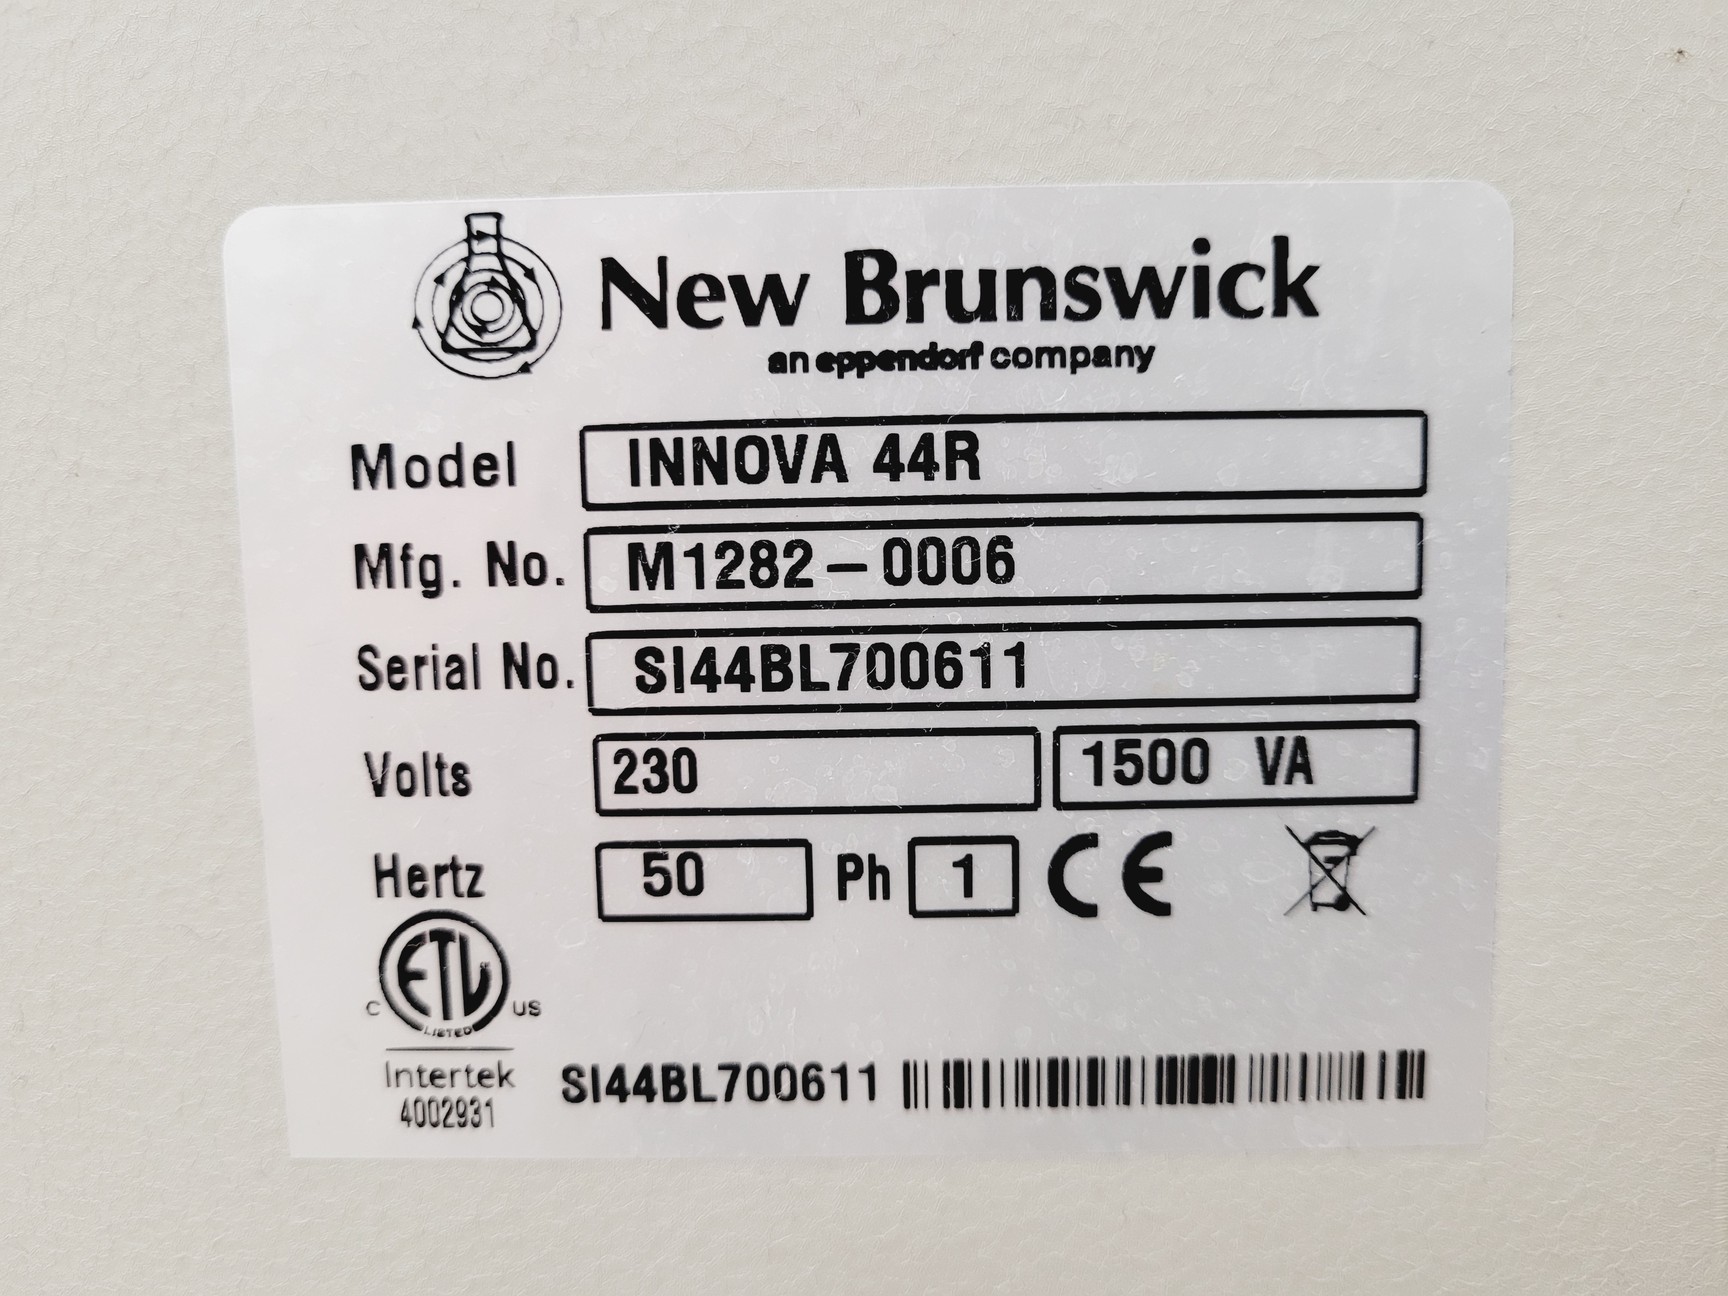 New Brunswick
an eppendorf company
Model INNOVA 44R
Mfg. No. M1282-0006
Serial No. SI44BL700611
Volts 230 1500 VA
Hertz 50 Ph 1 CE
ETL
C LISTED US
Intertek
4002931
SI44BL700611